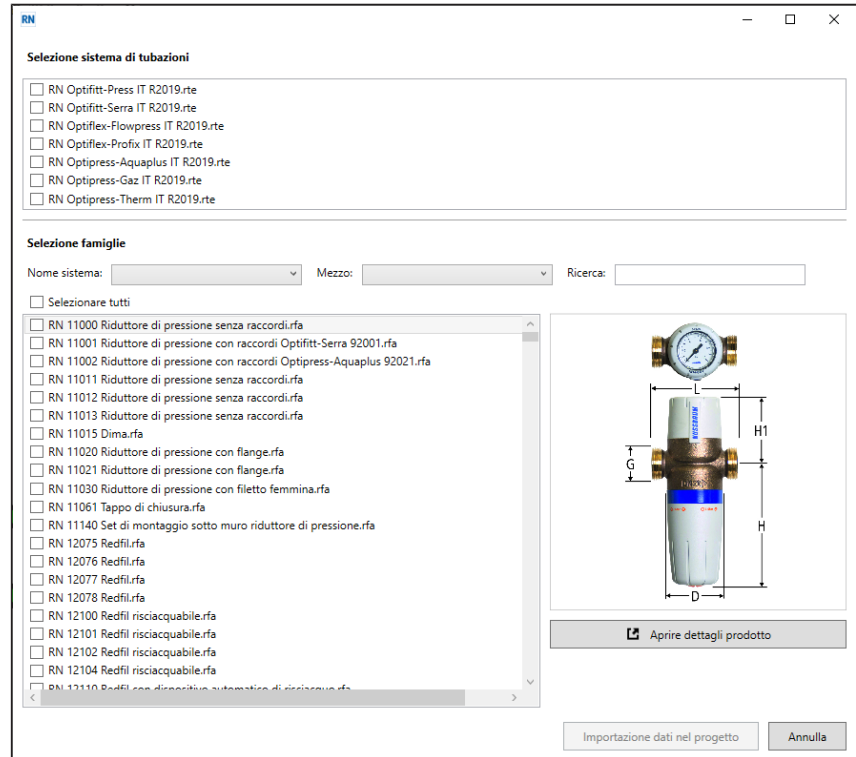 RN
Selezione sistema di tubazioni
RN Optifitt-Press IT R2019.rte
RN Optifitt-Serra IT R2019.rte
RN Optiflex-Flowpress IT R2019.rte
RN Optiflex-Profix IT R2019.rte
RN Optipress-Aquaplus IT R2019.rte
RN Optipress-Gaz IT R2019.rte
RN Optipress-Therm IT R2019.rte
Selezione famiglie
Nome sistema: Mezzo: Ricerca:
Selezionare tutti
RN 11000 Riduttore di pressione senza raccordi.rfa
RN 11001 Riduttore di pressione con raccordi Optifitt-Serra 92001.rfa
RN 11002 Riduttore di pressione con raccordi Optipress-Aquaplus 92021.rfa
RN 11011 Riduttore di pressione senza raccordi.rfa
RN 11012 Riduttore di pressione senza raccordi.rfa
RN 11013 Riduttore di pressione senza raccordi.rfa
RN 11015 Dima.rfa
RN 11020 Riduttore di pressione con flange.rfa
RN 11021 Riduttore di pressione con flange.rfa
RN 11030 Riduttore di pressione con filetto femmina.rfa
RN 11061 Tappo di chiusura.rfa
RN 11140 Set di montaggio sotto muro riduttore di pressione.rfa
RN 12075 Redfil.rfa
RN 12076 Redfil.rfa
RN 12077 Redfil.rfa
RN 12078 Redfil.rfa
RN 12100 Redfil risciacquabile.rfa
RN 12101 Redfil risciacquabile.rfa
RN 12102 Redfil risciacquabile.rfa
RN 12104 Redfil risciacquabile.rfa
RN 12110 Redfil con dispositivo automatico di risciacquo.rfa
L
NUSSBAUM
H1
G
H
D
Aprire dettagli prodotto
Importazione dati nel progetto
Annulla